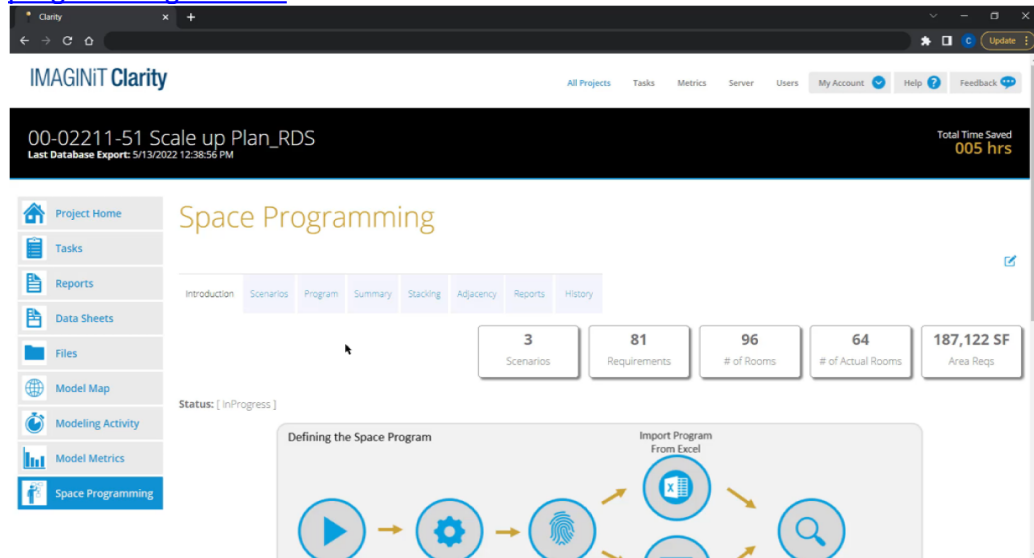 Clarity
Update
IMAGINiT Clarity
All Projects Tasks Metrics Server Users My Account Help ? Feedback
00-02211-51 Scale up Plan_RDS
Last Database Export: 5/13/2022 12:38:56 PM
Total Time Saved
005 hrs
Project Home
Tasks
Reports
Data Sheets
Files
Model Map
Modeling Activity
Model Metrics
Space Programming
Space Programming
Introduction Scenarios Program Summary Stacking Adjacency Reports History
3
Scenarios
81
Requirements
96
# of Rooms
64
# of Actual Rooms
187,122 SF
Area Reqs
Status: [ InProgress ]
Defining the Space Program
Import Program
From Excel